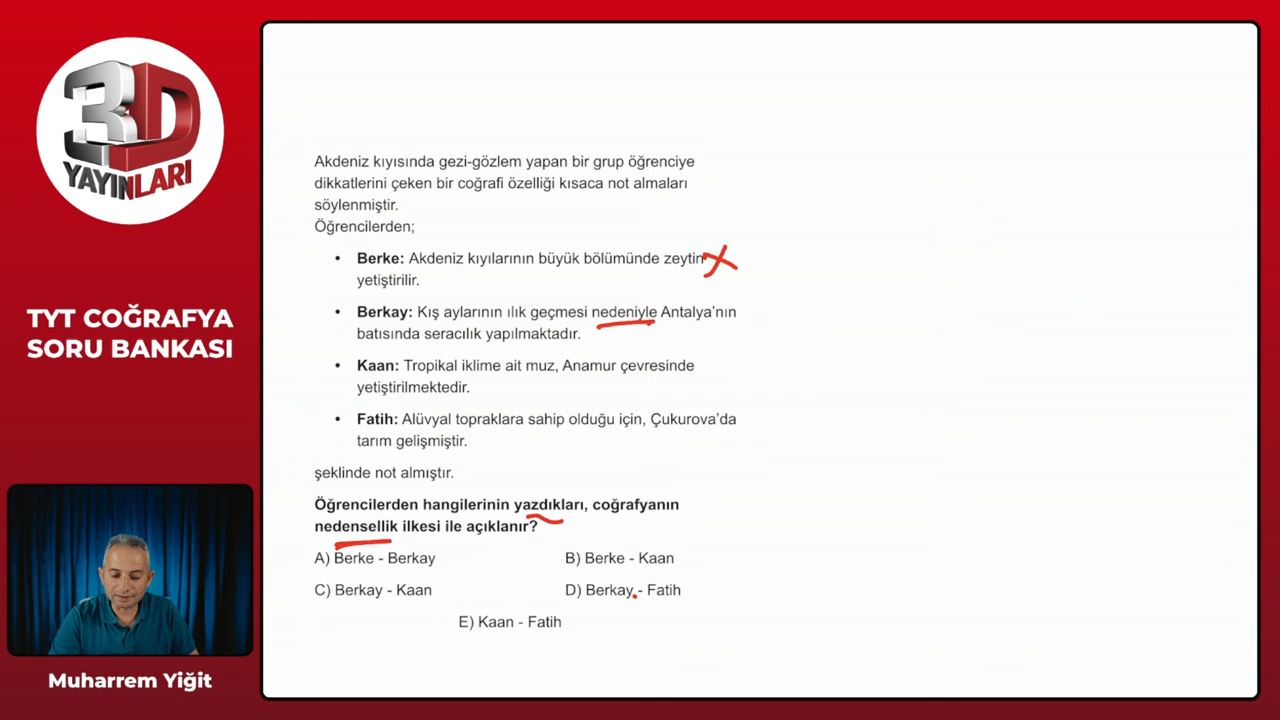 3D
YAYINLARI
TYT COĞRAFYA
SORU BANKASI
Muharrem Yiğit
Akdeniz kıyısında gezi-gözlem yapan bir grup öğrenciye
dikkatlerini çeken bir coğrafi özelliği kısaca not almaları
söylenmiştir.
Öğrencilerden;
• Berke: Akdeniz kıyılarının büyük bölümünde zeytin
yetiştirilir.
• Berkay: Kış aylarının ılık geçmesi nedeniyle Antalya'nın
batısında seracılık yapılmaktadır.
• Kaan: Tropikal iklime ait muz, Anamur çevresinde
yetiştirilmektedir.
• Fatih: Alüvyal topraklara sahip olduğu için, Çukurova'da
tarım gelişmiştir.
şeklinde not almıştır.
Öğrencilerden hangilerinin yazdıkları, coğrafyanın
nedensellik ilkesi ile açıklanır?
A) Berke - Berkay
B) Berke - Kaan
C) Berkay - Kaan
D) Berkay - Fatih
E) Kaan - Fatih